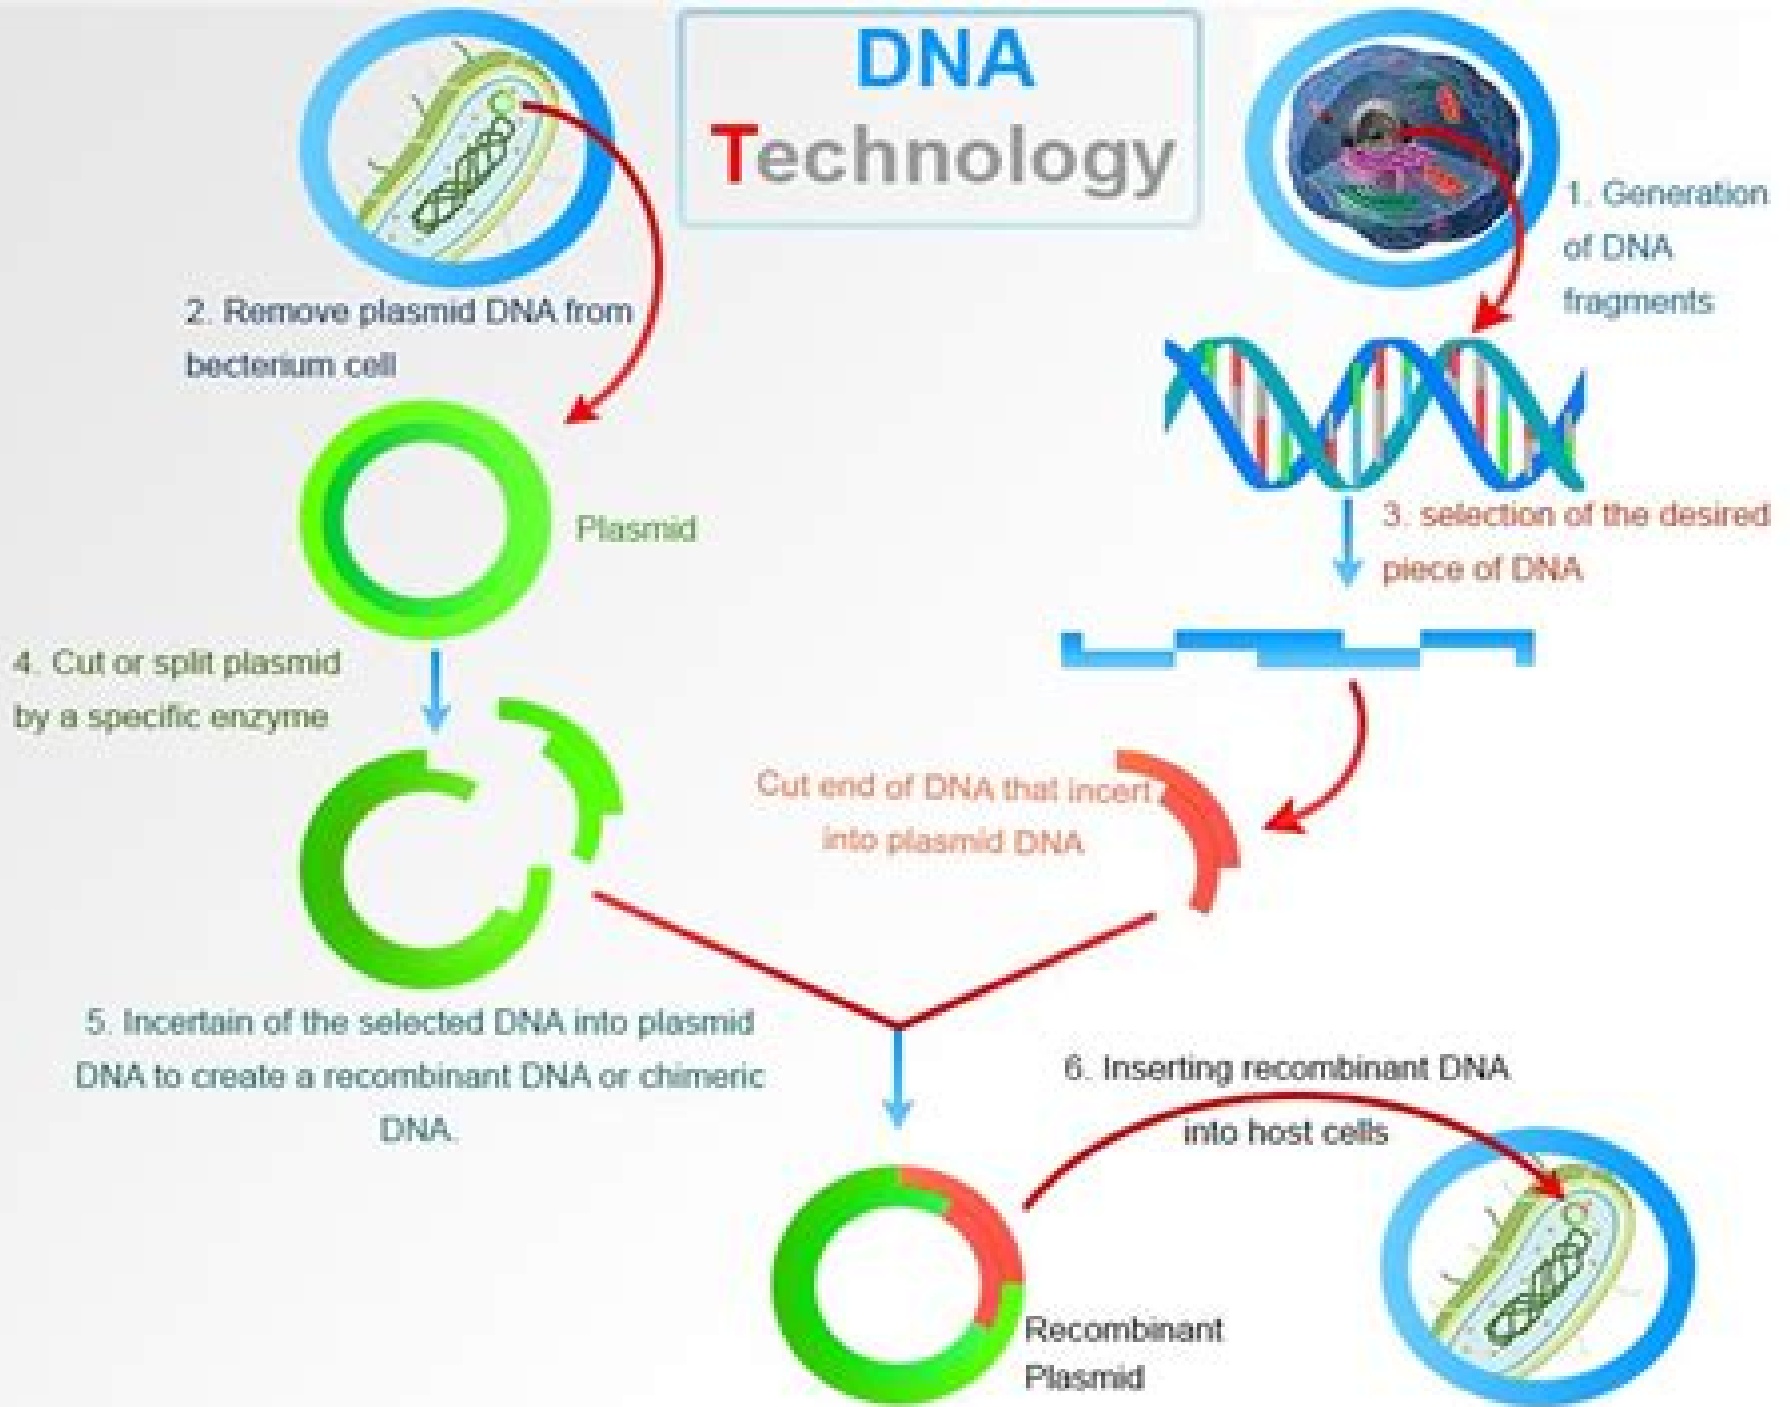 DNA
Technology
1. Generation
of DNA
fragments
2. Remove plasmid DNA from
becterium cell
Plasmid
3. selection of the desired
piece of DNA
4. Cut or split plasmid
by a specific enzyme
Cut end of DNA that incert
into plasmid DNA
5. Incertain of the selected DNA into plasmid
DNA to create a recombinant DNA or chimeric
DNA.
6. Inserting recombinant DNA
into host cells
Recombinant
Plasmid